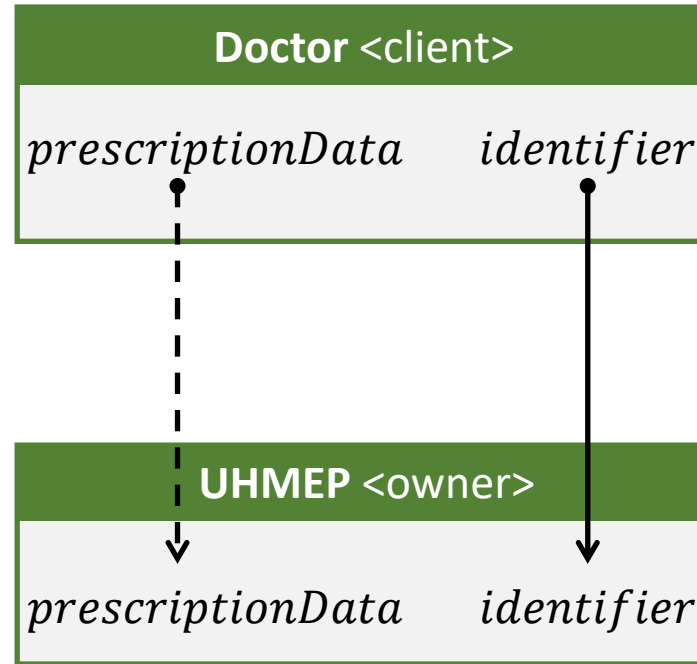 Doctor <client>
prescriptionData identifier
UHMEP <owner>
prescriptionData identifier